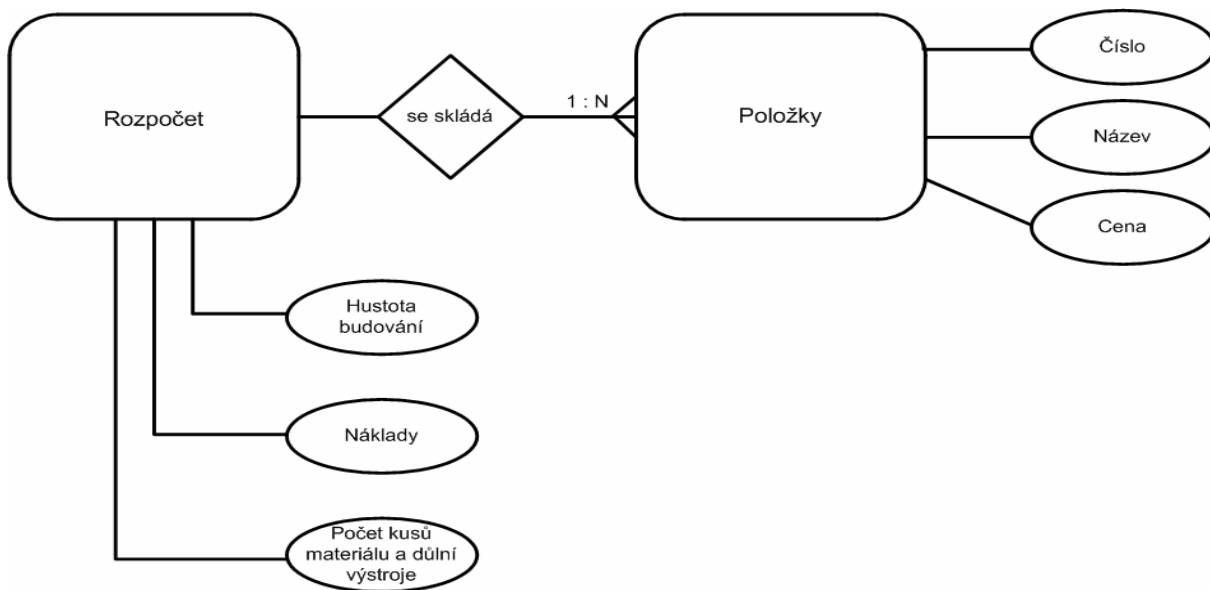 Rozpočet
se skládá
1 : N
Položky
Číslo
Název
Cena
Hustota
budování
Náklady
Počet kusů
materiálu a důlní
výstroje